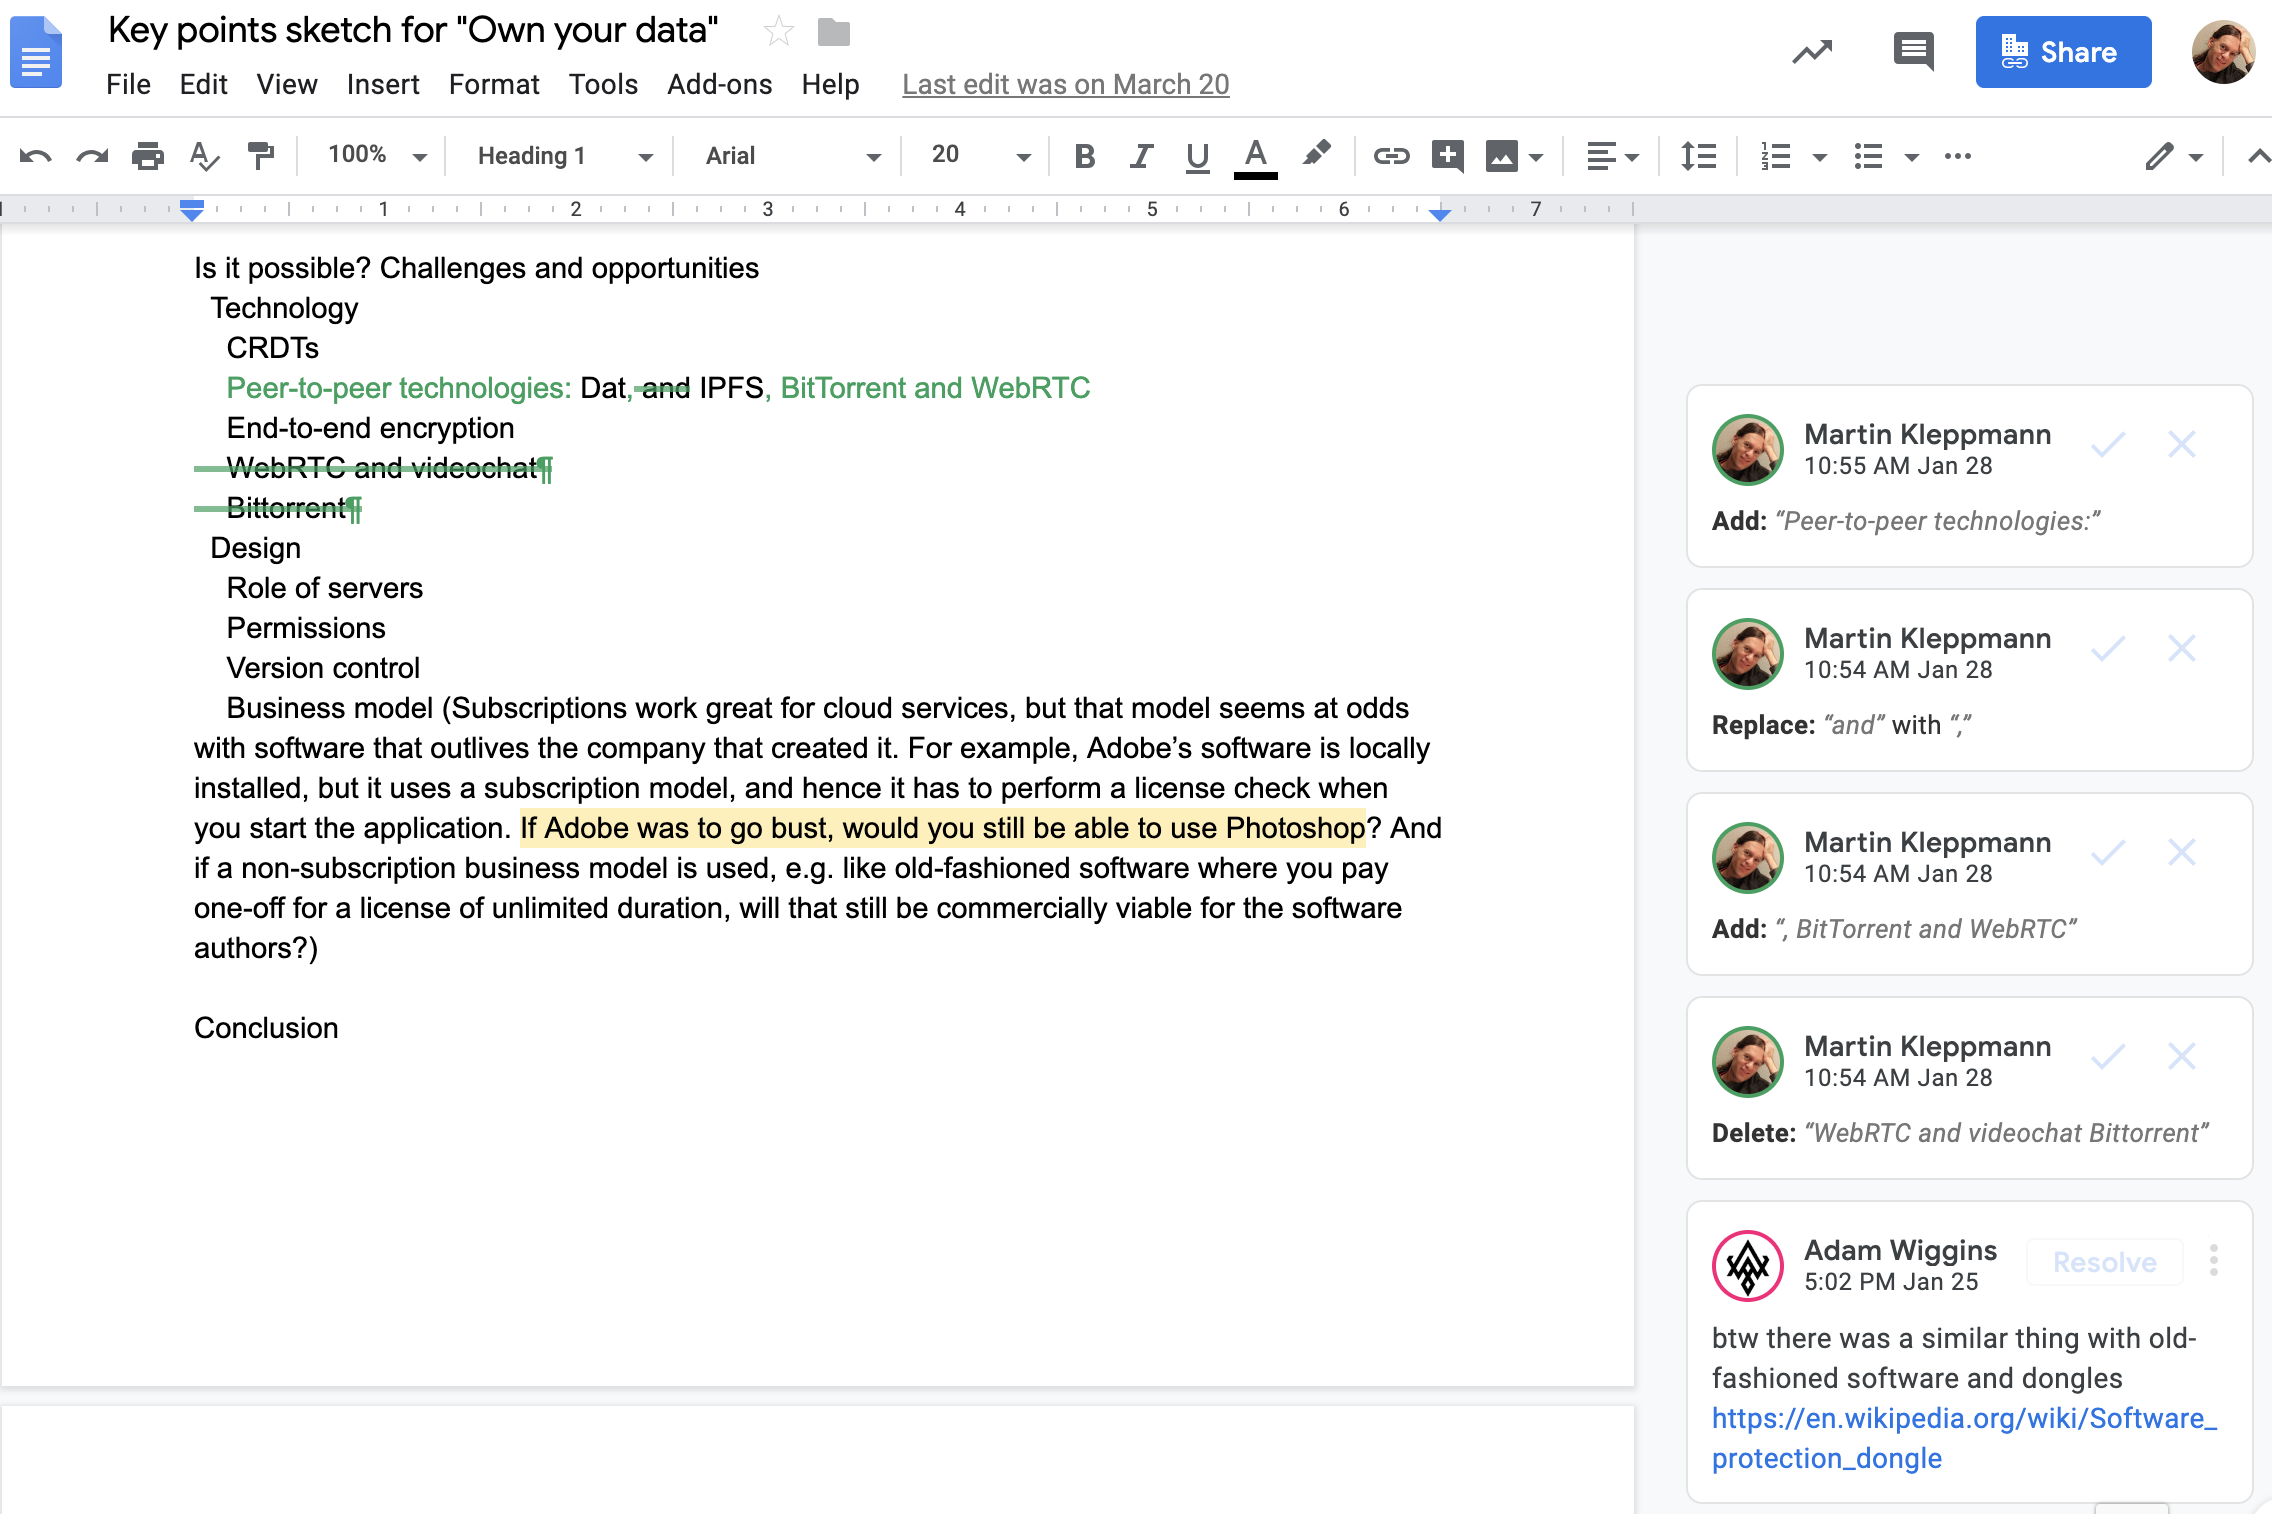 Key points sketch for "Own your data"
File Edit View Insert Format Tools Add-ons Help Last edit was on March 20
Share
100% Heading 1 Arial 20 B I U A
1 2 3 4 5 6 7
Is it possible? Challenges and opportunities
Technology
CRDTs
Peer-to-peer technologies: Dat, and IPFS, BitTorrent and WebRTC
End-to-end encryption
WebRTC and videochat¶
Bittorrent¶
Design
Role of servers
Permissions
Version control
Business model (Subscriptions work great for cloud services, but that model seems at odds
with software that outlives the company that created it. For example, Adobe’s software is locally
installed, but it uses a subscription model, and hence it has to perform a license check when
you start the application. If Adobe was to go bust, would you still be able to use Photoshop? And
if a non-subscription business model is used, e.g. like old-fashioned software where you pay
one-off for a license of unlimited duration, will that still be commercially viable for the software
authors?)
Conclusion
Martin Kleppmann
10:55 AM Jan 28
Add: “Peer-to-peer technologies:”
Martin Kleppmann
10:54 AM Jan 28
Replace: “and” with “,”
Martin Kleppmann
10:54 AM Jan 28
Add: “, BitTorrent and WebRTC”
Martin Kleppmann
10:54 AM Jan 28
Delete: “WebRTC and videochat Bittorrent”
Adam Wiggins
5:02 PM Jan 25
Resolve
btw there was a similar thing with old-
fashioned software and dongles
https://en.wikipedia.org/wiki/Software_
protection_dongle